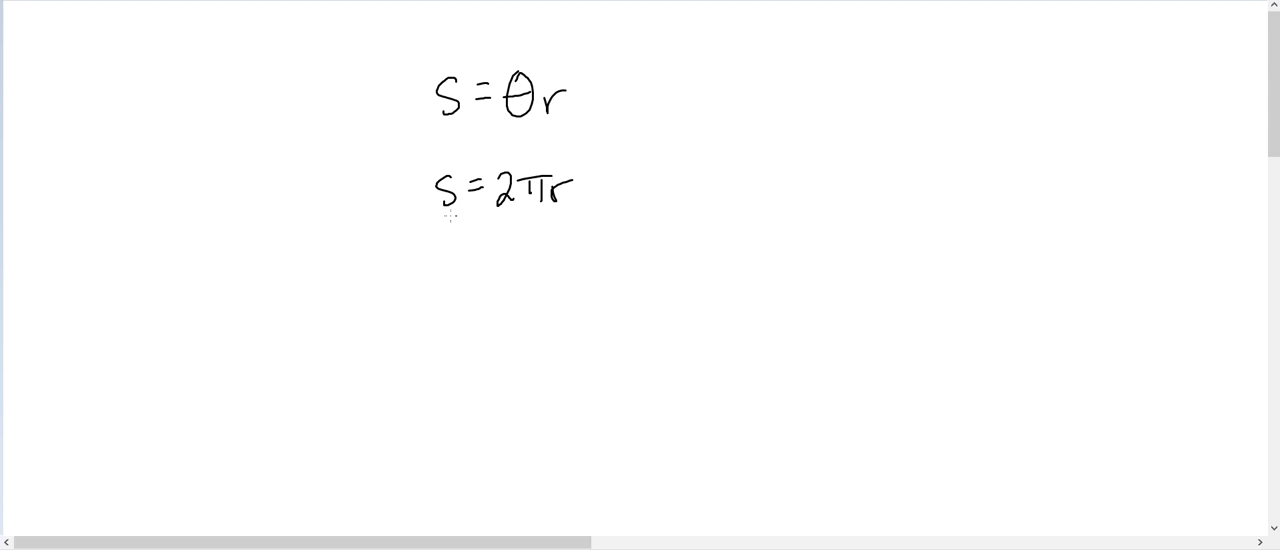 S = θr
S = 2πr